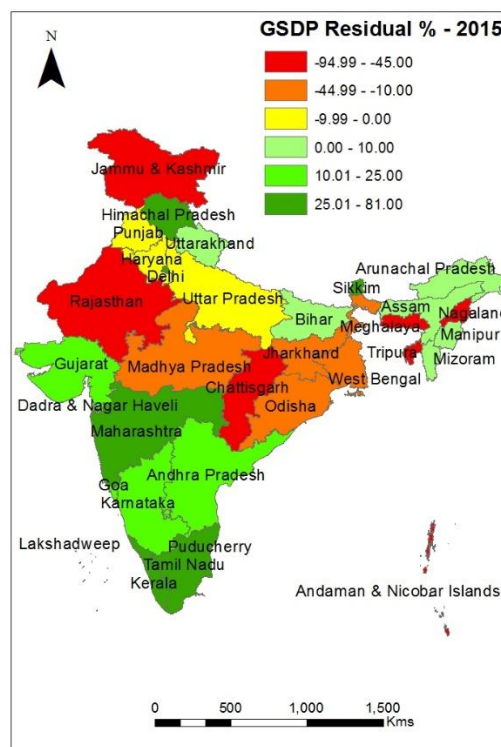 GSDP Residual % - 2015
N
-94.99 - -45.00
-44.99 - -10.00
-9.99 - 0.00
0.00 - 10.00
10.01 - 25.00
25.01 - 81.00
Jammu & Kashmir
Himachal Pradesh
Punjab
Uttarakhand
Haryana
Delhi
Arunachal Pradesh
Sikkim
Rajasthan
Uttar Pradesh
Assam
Nagaland
Bihar
Meghalaya
Manipur
Jharkhand
Tripura
Mizoram
Gujarat
Madhya Pradesh
West Bengal
Chattisgarh
Dadra & Nagar Haveli
Odisha
Maharashtra
Andhra Pradesh
Goa
Karnataka
Lakshadweep
Puducherry
Tamil Nadu
Kerala
Andaman & Nicobar Islands
0 500 1,000 1,500
Kms